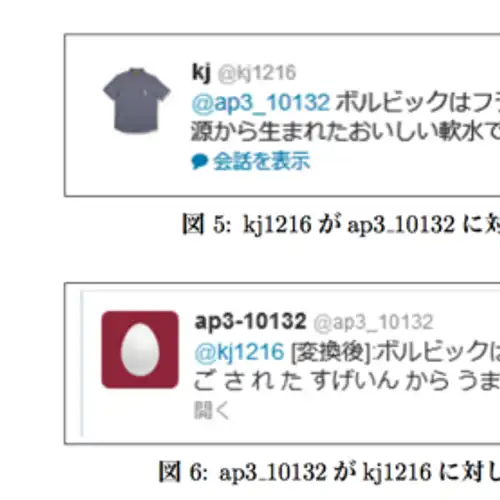 kj @kj1216
@ap3_10132 ボルビックはフ
源から生まれたおいしい軟水で
会話を表示
図 5: kj1216 が ap3_10132 に対
ap3-10132 @ap3_10132
@kj1216 [変換後]:ボルビックは
ご さ れ た すげいん から うま
開く
図 6: ap3_10132 が kj1216 に対し